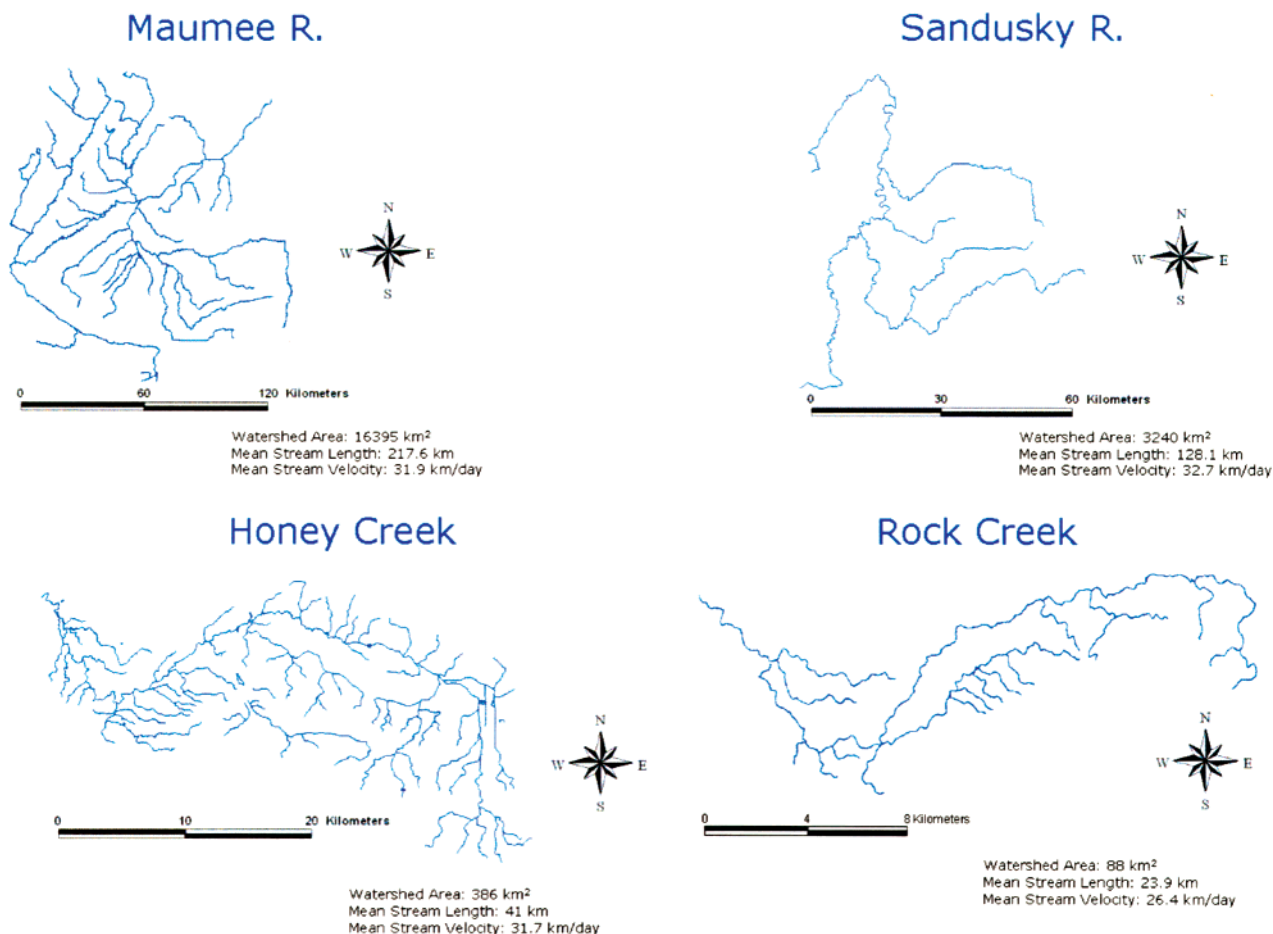 Maumee R.
Sandusky R.
N
W E
S
N
W E
S
0 60 120 Kilometers
0 30 60 Kilometers
Watershed Area: 16395 km²
Mean Stream Length: 217.6 km
Mean Stream Velocity: 31.9 km/day
Watershed Area: 3240 km²
Mean Stream Length: 128.1 km
Mean Stream Velocity: 32.7 km/day
Honey Creek
Rock Creek
N
W E
S
N
W E
S
0 10 20 Kilometers
0 4 8 Kilometers
Watershed Area: 386 km²
Mean Stream Length: 41 km
Mean Stream Velocity: 31.7 km/day
Watershed Area: 88 km²
Mean Stream Length: 23.9 km
Mean Stream Velocity: 26.4 km/day